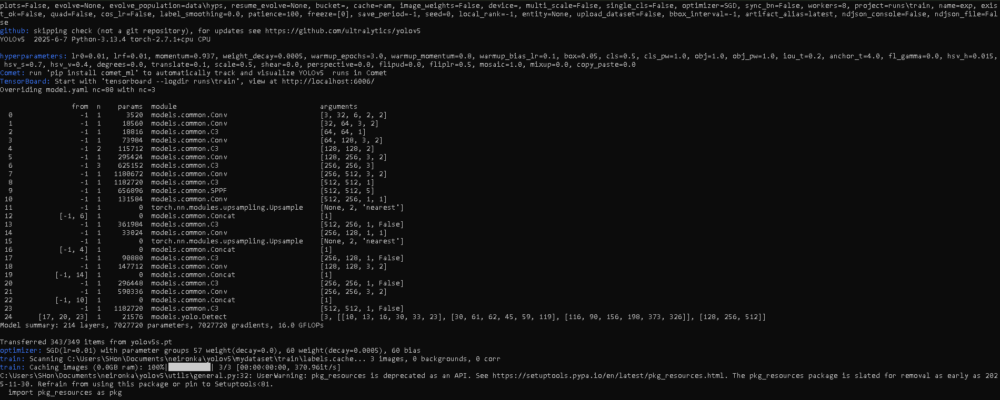 plots=False, evolve=None, evolve_population=data\hyps, resume_evolve=None, bucket=, cache=ram, image_weights=False, device=, multi_scale=False, single_cls=False, optimizer=SGD, sync_bn=False, workers=8, project=runs\train, name=exp, exis
t_ok=False, quad=False, cos_lr=False, label_smoothing=0.0, patience=100, freeze=[0], save_period=-1, seed=0, local_rank=-1, entity=None, upload_dataset=False, bbox_interval=-1, artifact_alias=latest, ndjson_console=False, ndjson_file=Fal
se
github: skipping check (not a git repository), for updates see https://github.com/ultralytics/yolov5
YOLOv5  2025-6-7 Python-3.13.4 torch-2.7.1+cpu CPU
hyperparameters: lr0=0.01, lrf=0.01, momentum=0.937, weight_decay=0.0005, warmup_epochs=3.0, warmup_momentum=0.8, warmup_bias_lr=0.1, box=0.05, cls=0.5, cls_pw=1.0, obj=1.0, obj_pw=1.0, iou_t=0.2, anchor_t=4.0, fl_gamma=0.0, hsv_h=0.015,
hsv_s=0.7, hsv_v=0.4, degrees=0.0, translate=0.1, scale=0.5, shear=0.0, perspective=0.0, flipud=0.0, fliplr=0.5, mosaic=1.0, mixup=0.0, copy_paste=0.0
Comet: run 'pip install comet_ml' to automatically track and visualize YOLOv5  runs in Comet
TensorBoard: Start with 'tensorboard --logdir runs\train', view at http://localhost:6006/
Overriding model.yaml nc=80 with nc=3
from  n    params  module                                  arguments
0                -1  1      3520  models.common.Conv                      [3, 32, 6, 2, 2]
1                -1  1     18560  models.common.Conv                      [32, 64, 3, 2]
2                -1  1     18816  models.common.C3                        [64, 64, 1]
3                -1  1     73984  models.common.Conv                      [64, 128, 3, 2]
4                -1  2    115712  models.common.C3                        [128, 128, 2]
5                -1  1    295424  models.common.Conv                      [128, 256, 3, 2]
6                -1  3    625152  models.common.C3                        [256, 256, 3]
7                -1  1   1180672  models.common.Conv                      [256, 512, 3, 2]
8                -1  1   1182720  models.common.C3                        [512, 512, 1]
9                -1  1    656896  models.common.SPPF                      [512, 512, 5]
10                -1  1    131584  models.common.Conv                      [512, 256, 1, 1]
11                -1  1         0  torch.nn.modules.upsampling.Upsample    [None, 2, 'nearest']
12           [-1, 6]  1         0  models.common.Concat                    [1]
13                -1  1    361984  models.common.C3                        [512, 256, 1, False]
14                -1  1     33024  models.common.Conv                      [256, 128, 1, 1]
15                -1  1         0  torch.nn.modules.upsampling.Upsample    [None, 2, 'nearest']
16           [-1, 4]  1         0  models.common.Concat                    [1]
17                -1  1     90880  models.common.C3                        [256, 128, 1, False]
18                -1  1    147712  models.common.Conv                      [128, 128, 3, 2]
19          [-1, 14]  1         0  models.common.Concat                    [1]
20                -1  1    296448  models.common.C3                        [256, 256, 1, False]
21                -1  1    590336  models.common.Conv                      [256, 256, 3, 2]
22          [-1, 10]  1         0  models.common.Concat                    [1]
23                -1  1   1182720  models.common.C3                        [512, 512, 1, False]
24      [17, 20, 23]  1     21576  models.yolo.Detect                      [3, [[10, 13, 16, 30, 33, 23], [30, 61, 62, 45, 59, 119], [116, 90, 156, 198, 373, 326]], [128, 256, 512]]
Model summary: 214 layers, 7027720 parameters, 7027720 gradients, 16.0 GFLOPs
Transferred 343/349 items from yolov5s.pt
optimizer: SGD(lr=0.01) with parameter groups 57 weight(decay=0.0), 60 weight(decay=0.0005), 60 bias
train: Scanning C:\Users\SHon\Documents\neironka\yolov5\mydataset\train\labels.cache... 3 images, 0 backgrounds, 0 corr
train: Caching images (0.0GB ram): 100%|██████████| 3/3 [00:00<00:00, 370.96it/s]
C:\Users\SHon\Documents\neironka\yolov5\utils\general.py:32: UserWarning: pkg_resources is deprecated as an API. See https://setuptools.pypa.io/en/latest/pkg_resources.html. The pkg_resources package is slated for removal as early as 202
5-11-30. Refrain from using this package or pin to Setuptools<81.
import pkg_resources as pkg